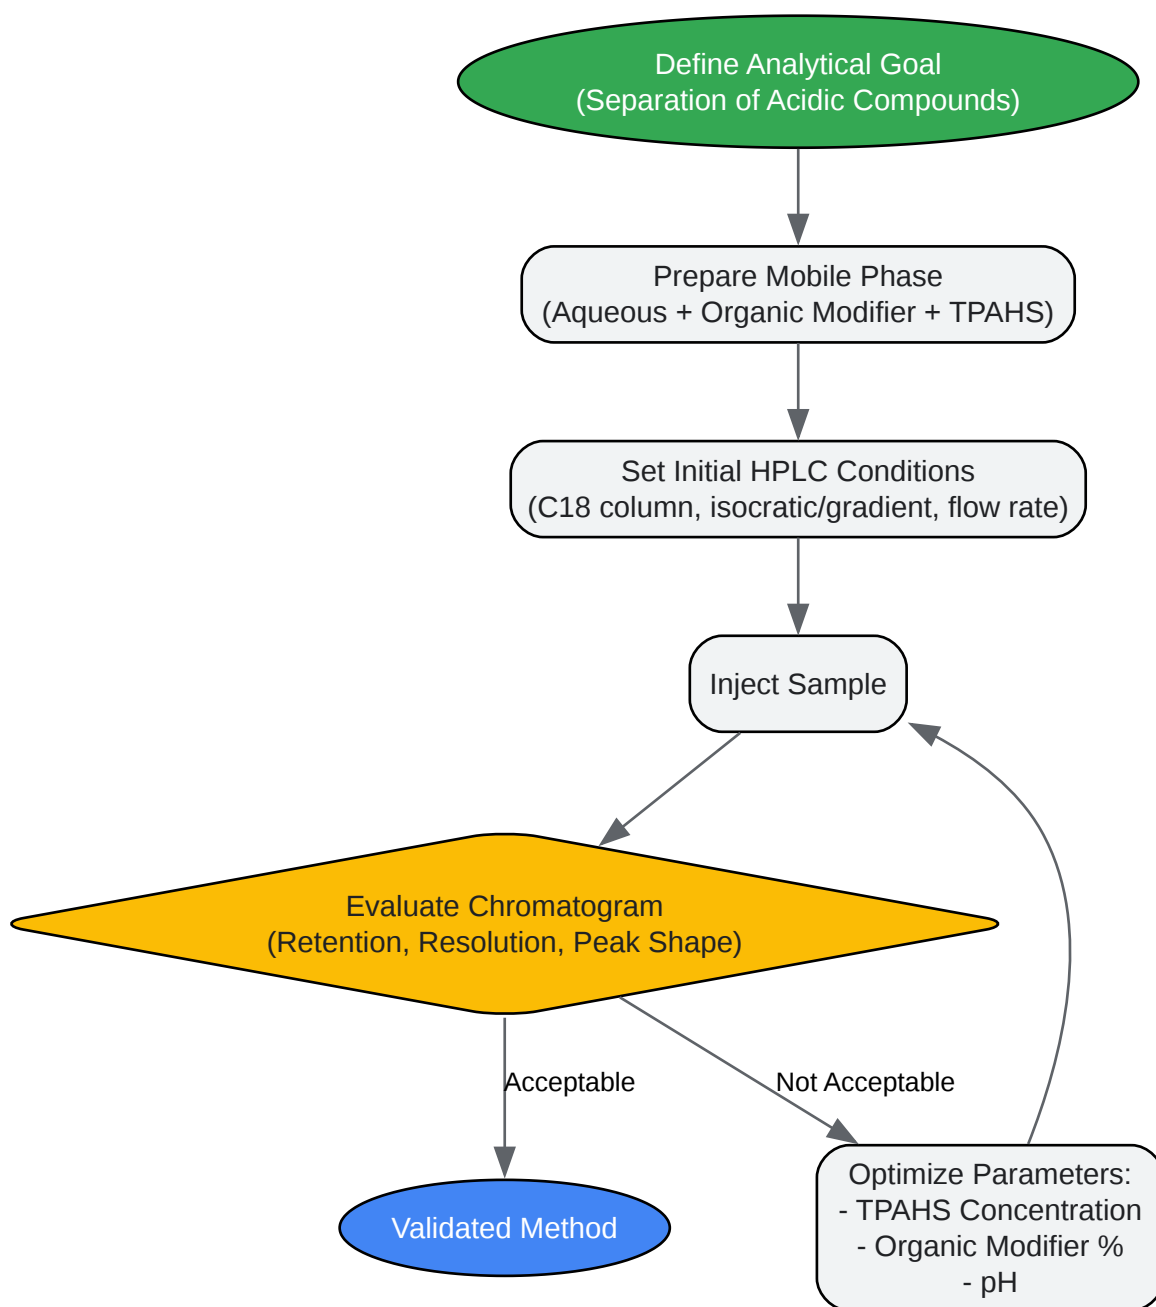 Define Analytical Goal
(Separation of Acidic Compounds)
Prepare Mobile Phase
(Aqueous + Organic Modifier + TPAHS)
Set Initial HPLC Conditions
(C18 column, isocratic/gradient, flow rate)
Inject Sample
Evaluate Chromatogram
(Retention, Resolution, Peak Shape)
Acceptable
Not Acceptable
Validated Method
Optimize Parameters:
- TPAHS Concentration
- Organic Modifier %
- pH